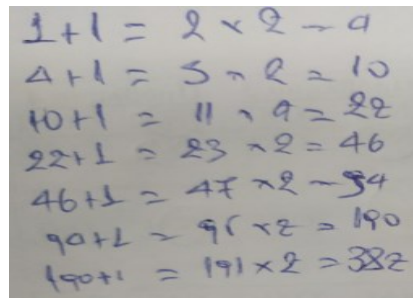 1+1 = 2 × 2 = 4
4+1 = 5 × 2 = 10
10+1 = 11 × 2 = 22
22+1 = 23 × 2 = 46
46+1 = 47 × 2 = 94
94+1 = 95 × 2 = 190
190+1 = 191 × 2 = 382